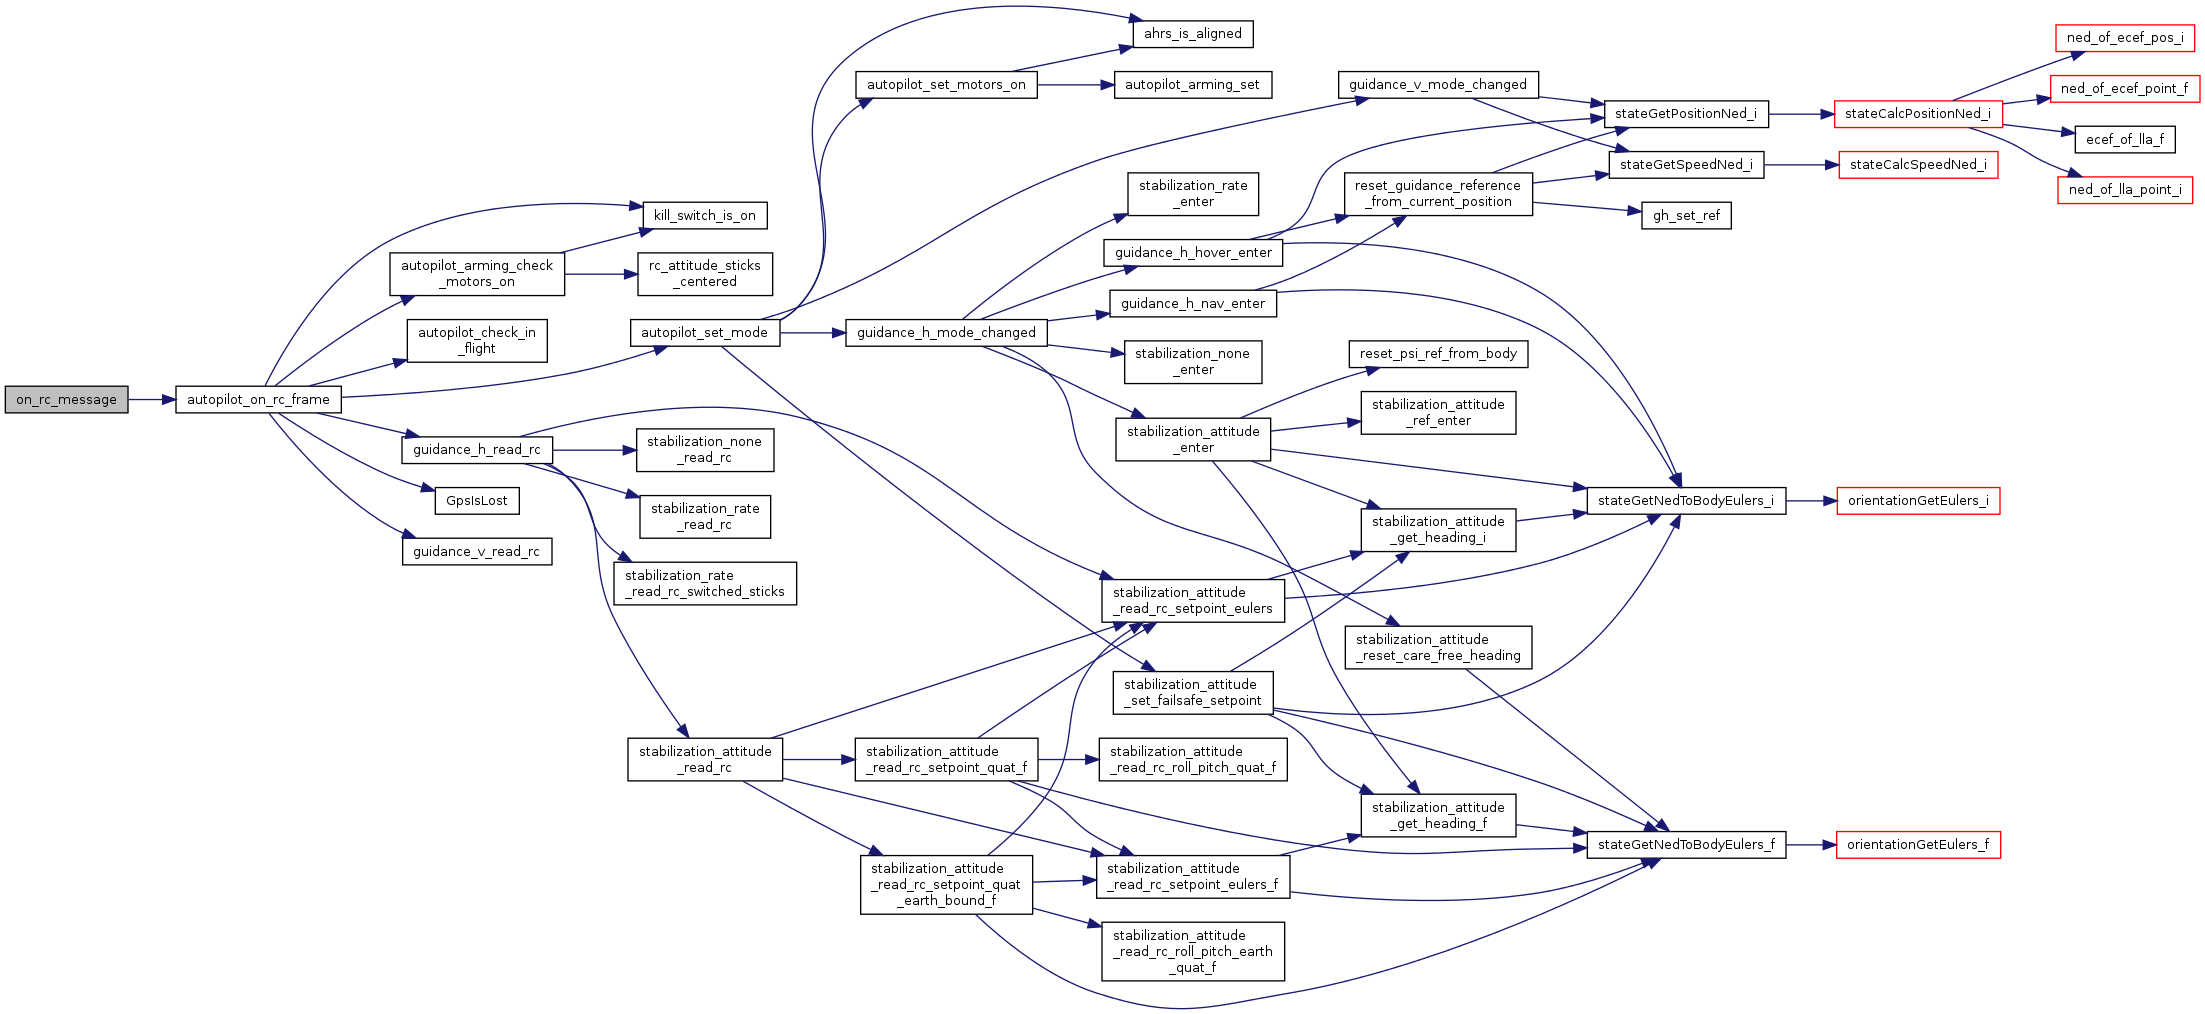 on_rc_message
autopilot_on_rc_frame
kill_switch_is_on
autopilot_arming_check
_motors_on
rc_attitude_sticks
_centered
autopilot_check_in
_flight
autopilot_set_mode
guidance_h_read_rc
GpsIsLost
guidance_v_read_rc
stabilization_none
_read_rc
stabilization_rate
_read_rc
stabilization_rate
_read_rc_switched_sticks
stabilization_attitude
_read_rc
autopilot_set_motors_on
ahrs_is_aligned
autopilot_arming_set
guidance_h_mode_changed
stabilization_rate
_enter
guidance_h_hover_enter
guidance_h_nav_enter
stabilization_none
_enter
stabilization_attitude
_enter
stabilization_attitude
_read_rc_setpoint_eulers
stabilization_attitude
_set_failsafe_setpoint
stabilization_attitude
_read_rc_setpoint_quat_f
stabilization_attitude
_read_rc_roll_pitch_quat_f
stabilization_attitude
_read_rc_setpoint_quat
_earth_bound_f
stabilization_attitude
_read_rc_setpoint_eulers_f
stabilization_attitude
_read_rc_roll_pitch_earth
_quat_f
guidance_v_mode_changed
reset_guidance_reference
_from_current_position
reset_psi_ref_from_body
stabilization_attitude
_ref_enter
stabilization_attitude
_get_heading_i
stabilization_attitude
_reset_care_free_heading
stabilization_attitude
_get_heading_f
stateGetPositionNed_i
stateGetSpeedNed_i
gh_set_ref
stateGetNedToBodyEulers_i
stateGetNedToBodyEulers_f
stateCalcPositionNed_i
stateCalcSpeedNed_i
orientationGetEulers_i
orientationGetEulers_f
ned_of_ecef_pos_i
ned_of_ecef_point_f
ecef_of_lla_f
ned_of_lla_point_i